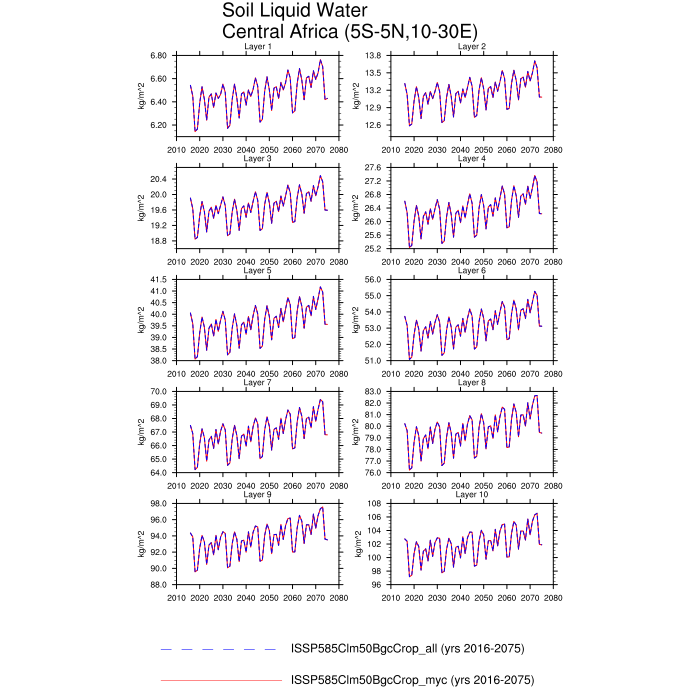 Soil Liquid Water
Central Africa (5S-5N,10-30E)
Layer 1
6.80
6.60
6.40
6.20
kg/m^2
2010 2020 2030 2040 2050 2060 2070 2080
Layer 2
13.8
13.5
13.2
12.9
12.6
kg/m^2
2010 2020 2030 2040 2050 2060 2070 2080
Layer 3
20.4
20.0
19.6
19.2
18.8
kg/m^2
2010 2020 2030 2040 2050 2060 2070 2080
Layer 4
27.6
27.2
26.8
26.4
26.0
25.6
25.2
kg/m^2
2010 2020 2030 2040 2050 2060 2070 2080
Layer 5
41.5
41.0
40.5
40.0
39.5
39.0
38.5
38.0
kg/m^2
2010 2020 2030 2040 2050 2060 2070 2080
Layer 6
56.0
55.0
54.0
53.0
52.0
51.0
kg/m^2
2010 2020 2030 2040 2050 2060 2070 2080
Layer 7
70.0
69.0
68.0
67.0
66.0
65.0
64.0
kg/m^2
2010 2020 2030 2040 2050 2060 2070 2080
Layer 8
83.0
82.0
81.0
80.0
79.0
78.0
77.0
76.0
kg/m^2
2010 2020 2030 2040 2050 2060 2070 2080
Layer 9
98.0
96.0
94.0
92.0
90.0
88.0
kg/m^2
2010 2020 2030 2040 2050 2060 2070 2080
Layer 10
108
106
104
102
100
98
96
kg/m^2
2010 2020 2030 2040 2050 2060 2070 2080
ISSP585Clm50BgcCrop_all (yrs 2016-2075)
ISSP585Clm50BgcCrop_myc (yrs 2016-2075)